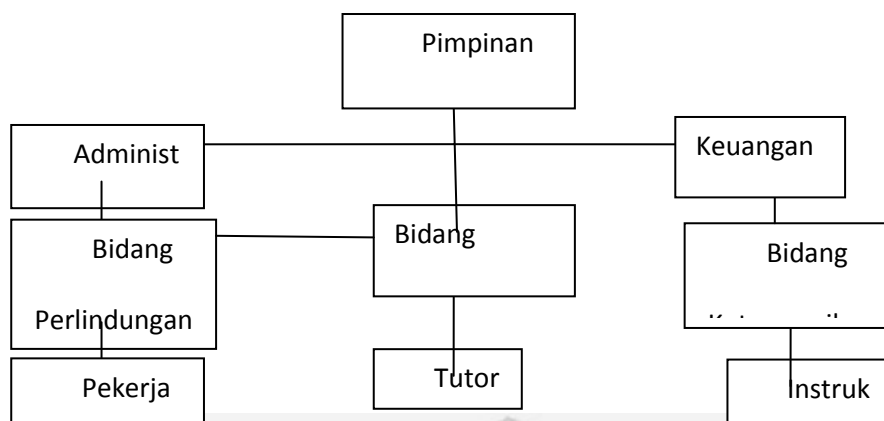 Pimpinan
Administ
Keuangan
Bidang
Perlindungan
Bidang
Bidang
Pekerja
Tutor
Instruk